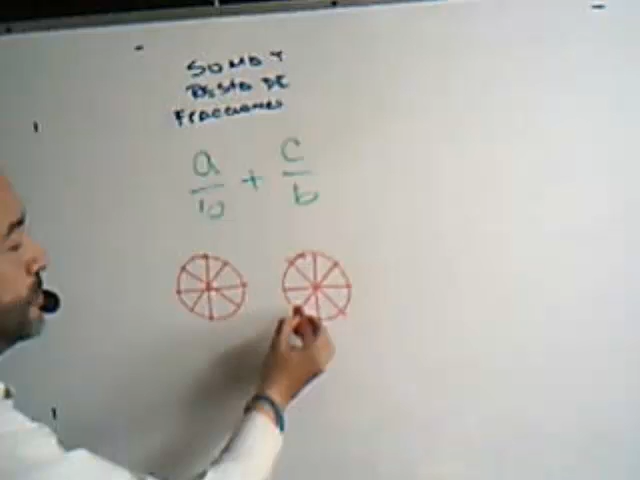 SUMA Y
RESTA DE
Fracciones
a/b + c/b